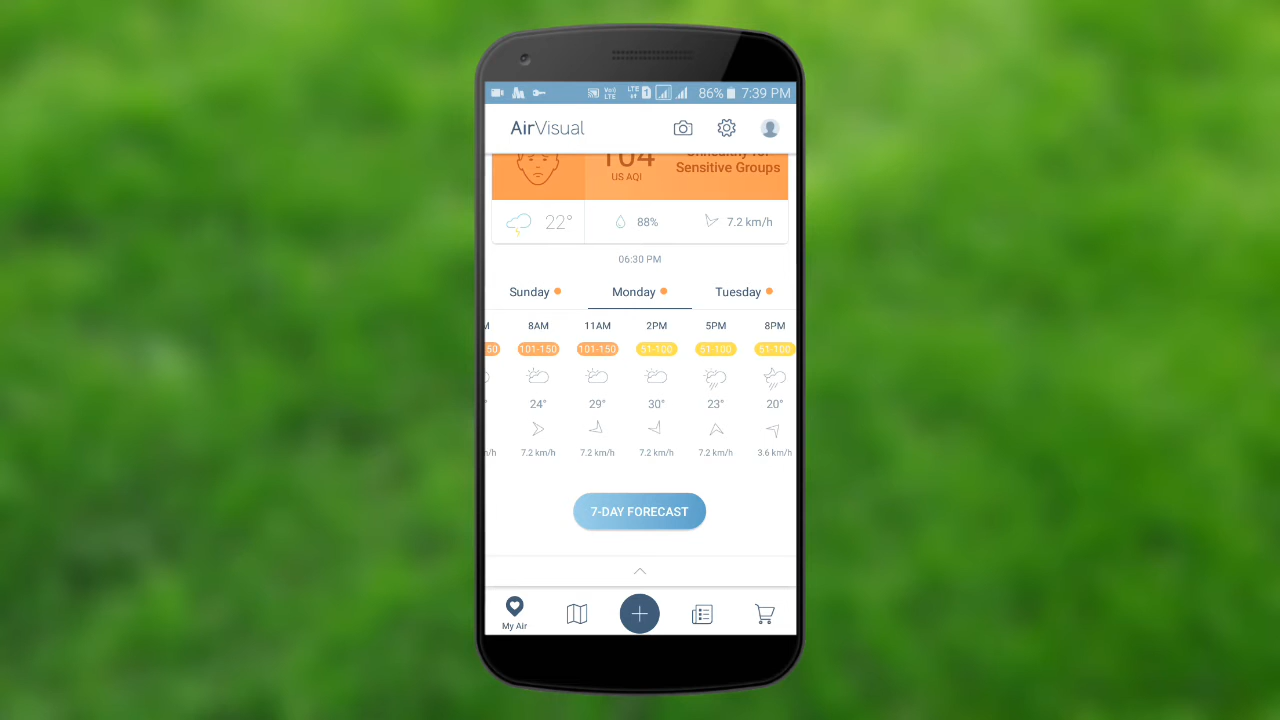 86% 7:39 PM
AirVisual
104
US AQI
Unhealthy for
Sensitive Groups
22° 88% 7.2 km/h
06:30 PM
Sunday Monday Tuesday
8AM 11AM 2PM 5PM 8PM
50 101-150 101-150 51-100 51-100 51-100
24° 29° 30° 23° 20°
7.2 km/h 7.2 km/h 7.2 km/h 7.2 km/h 3.6 km/h
7-DAY FORECAST
My Air